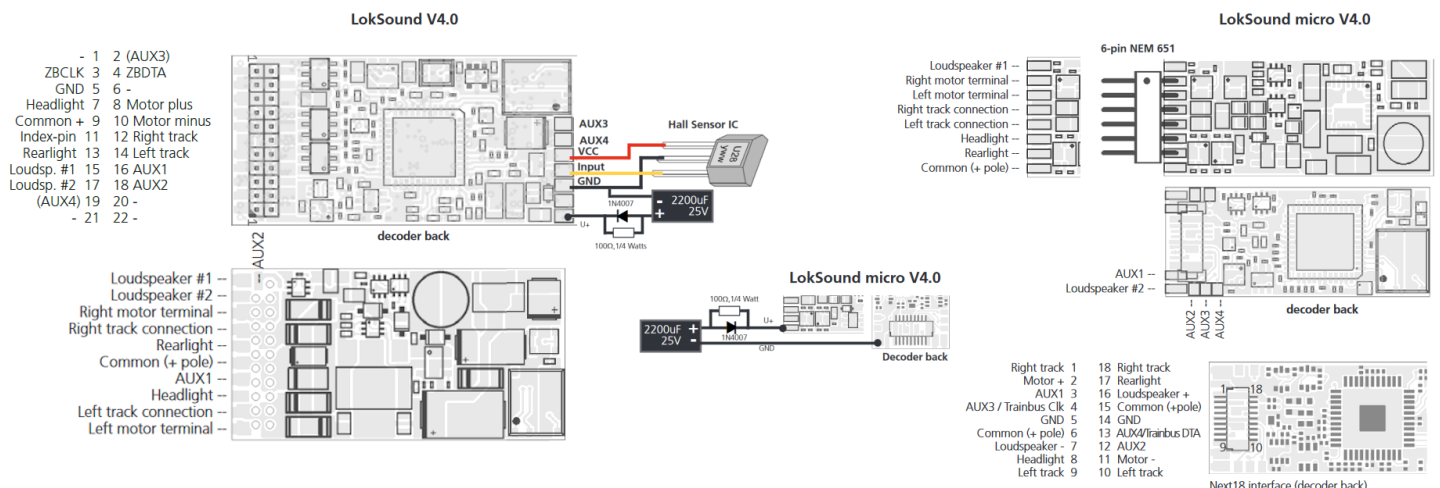 LokSound V4.0
- 1 2 (AUX3)
ZBCLK 3 4 ZBDTA
GND 5 6 -
Headlight 7 8 Motor plus
Common + 9 10 Motor minus
Index-pin 11 12 Right track
Rearlight 13 14 Left track
Loudsp. #1 15 16 AUX1
Loudsp. #2 17 18 AUX2
(AUX4) 19 20 -
- 21 22 -
1
1
AUX3
AUX4
VCC
Input
GND
U+
Hall Sensor IC
U2B
yww
1N4007
-
+
2200uF
25V
100Ω,1/4 Watts
decoder back
AUX2 --
Loudspeaker #1 --
Loudspeaker #2 --
Right motor terminal --
Right track connection --
Rearlight --
Common (+ pole) --
AUX1 --
Headlight --
Left track connection --
Left motor terminal --
LokSound micro V4.0
100Ω,1/4 Watt
U+
2200uF +
25V -
1N4007
GND
Decoder back
LokSound micro V4.0
6-pin NEM 651
Loudspeaker #1 --
Right motor terminal --
Left motor terminal --
Right track connection --
Left track connection --
Headlight --
Rearlight --
Common (+ pole) --
AUX1 --
Loudspeaker #2 --
AUX2 --
AUX3 --
AUX4 --
decoder back
Right track 1 18 Right track
Motor + 2 17 Rearlight
AUX1 3 16 Loudspeaker +
AUX3 / Trainbus Clk 4 15 Common (+pole)
GND 5 14 GND
Common (+ pole) 6 13 AUX4/Trainbus DTA
Loudspeaker - 7 12 AUX2
Headlight 8 11 Motor -
Left track 9 10 Left track
1 18
9 10
Next18 interface (decoder back)